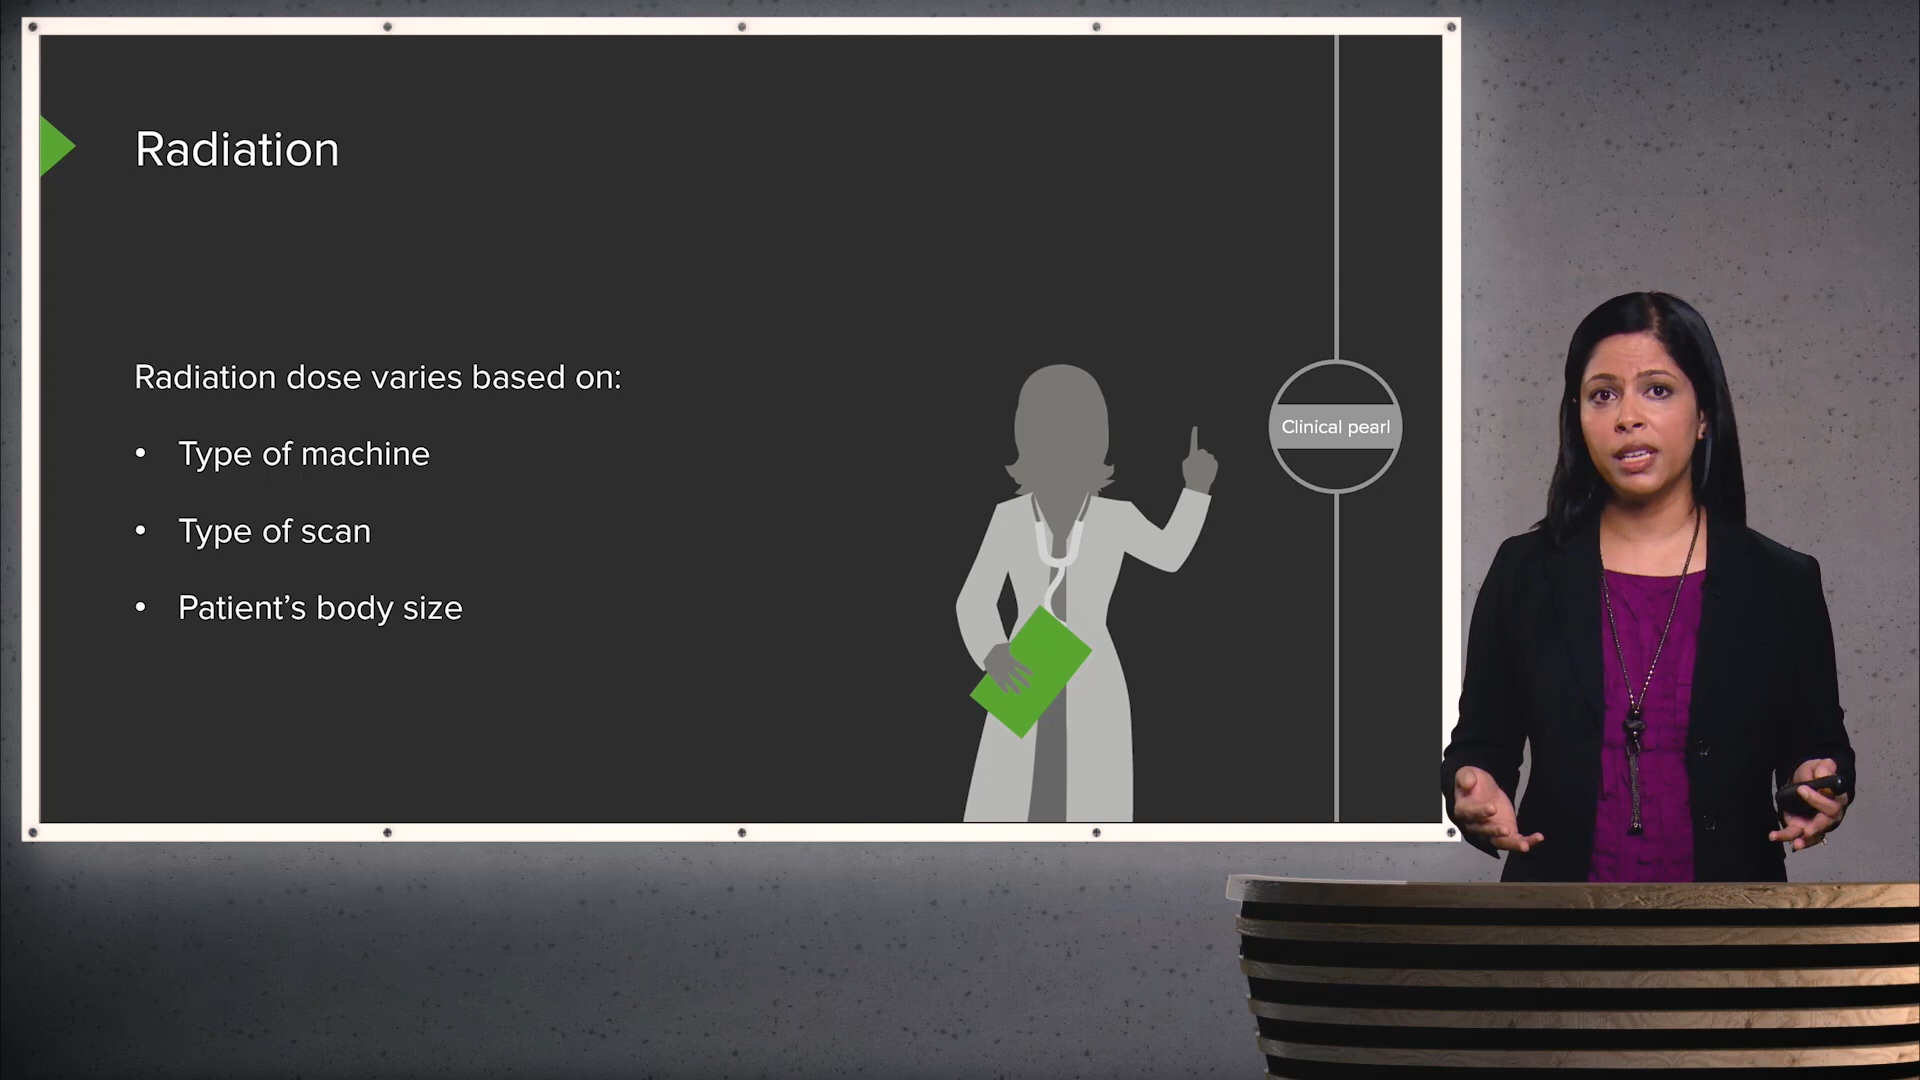 Radiation
Radiation dose varies based on:
• Type of machine
• Type of scan
• Patient’s body size
Clinical pearl